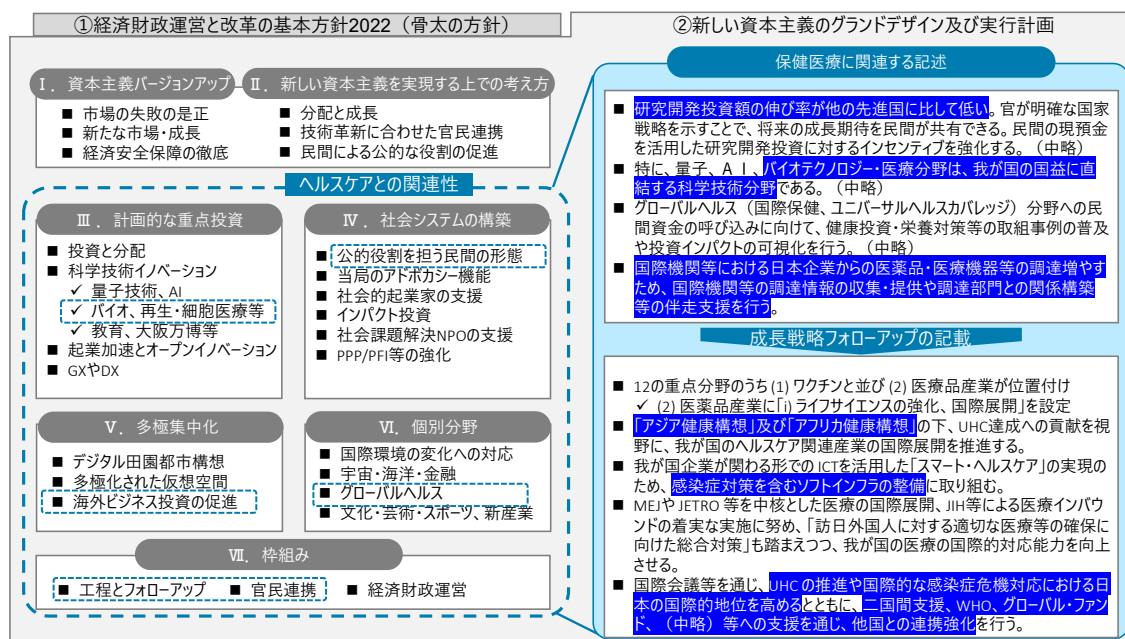 ①経済財政運営と改革の基本方針2022（骨太の方針）
Ⅰ．資本主義バージョンアップ
■ 市場の失敗の是正
■ 新たな市場・成長
■ 経済安全保障の徹底
Ⅱ．新しい資本主義を実現する上での考え方
■ 分配と成長
■ 技術革新に合わせた官民連携
■ 民間による公的な役割の促進
ヘルスケアとの関連性
Ⅲ．計画的な重点投資
■ 投資と分配
■ 科学技術イノベーション
✓ 量子技術、AI
✓ バイオ、再生・細胞医療等
✓ 教育、大阪万博等
■ 起業加速とオープンイノベーション
■ GXやDX
Ⅳ．社会システムの構築
■ 公的役割を担う民間の形態
■ 当局のアドボカシー機能
■ 社会的起業家の支援
■ インパクト投資
■ 社会課題解決NPOの支援
■ PPP/PFI等の強化
Ⅴ．多極集中化
■ デジタル田園都市構想
■ 多極化された仮想空間
■ 海外ビジネス投資の促進
Ⅵ．個別分野
■ 国際環境の変化への対応
■ 宇宙・海洋・金融
■ グローバルヘルス
■ 文化・芸術・スポーツ、新産業
Ⅶ．枠組み
■ 工程とフォローアップ ■ 官民連携 ■ 経済財政運営
②新しい資本主義のグランドデザイン及び実行計画
保健医療に関連する記述
■ 研究開発投資額の伸び率が他の先進国に比して低い。官が明確な国家
戦略を示すことで、将来の成長期待を民間が共有できる。民間の現預金
を活用した研究開発投資に対するインセンティブを強化する。（中略）
■ 特に、量子、ＡＩ、バイオテクノロジー・医療分野は、我が国の国益に直
結する科学技術分野である。（中略）
■ グローバルヘルス（国際保健、ユニバーサルヘルスカバレッジ）分野への民
間資金の呼び込みに向けて、健康投資・栄養対策等の取組事例の普及
や投資インパクトの可視化を行う。（中略）
■ 国際機関等における日本企業からの医薬品・医療機器等の調達増やす
ため、国際機関等の調達情報の収集・提供や調達部門との関係構築
等の伴走支援を行う。
成長戦略フォローアップの記載
■ 12の重点分野のうち (1) ワクチンと並び (2) 医療品産業が位置付け
✓ (2) 医薬品産業に「i) ライフサイエンスの強化、国際展開」を設定
■ 「アジア健康構想」及び「アフリカ健康構想」の下、UHC達成への貢献を視
野に、我が国のヘルスケア関連産業の国際展開を推進する。
■ 我が国企業が関わる形での ICTを活用した「スマート・ヘルスケア」の実現の
ため、感染症対策を含むソフトインフラの整備に取り組む。
■ MEJや JETRO 等を中核とした医療の国際展開、JIH等による医療インバウ
ンドの着実な実施に努め、「訪日外国人に対する適切な医療等の確保に
向けた総合対策」も踏まえつつ、我が国の医療の国際的対応能力を向上
させる。
■ 国際会議等を通じ、UHC の推進や国際的な感染症危機対応における日
本の国際的地位を高めるとともに、二国間支援、WHO、グローバル・ファン
ド、（中略）等への支援を通じ、他国との連携強化を行う。